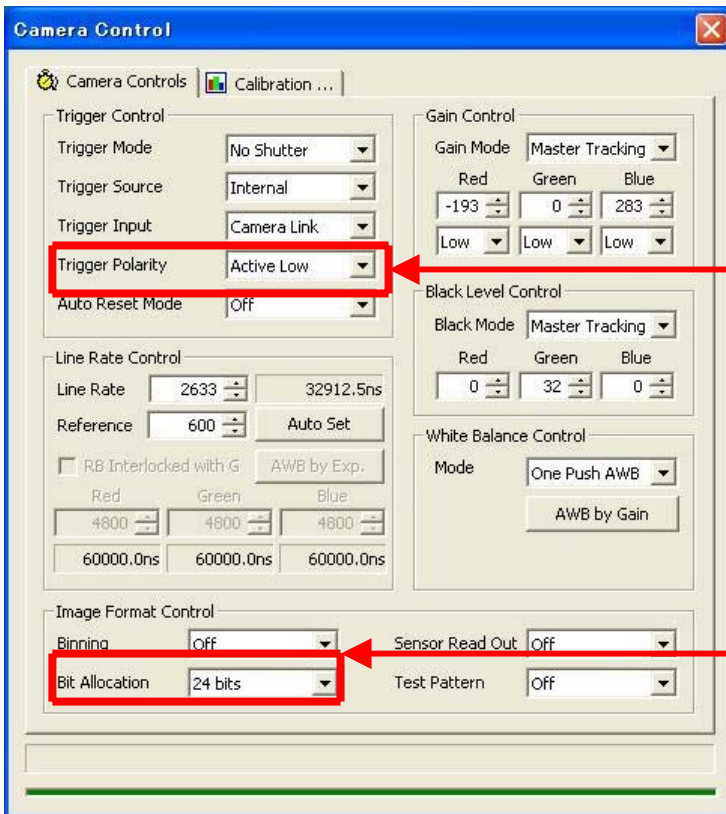 Camera Control
Camera Controls
Calibration ...
Trigger Control
Trigger Mode No Shutter
Trigger Source Internal
Trigger Input Camera Link
Trigger Polarity Active Low
Auto Reset Mode Off
Line Rate Control
Line Rate 2633 32912.5ns
Reference 600 Auto Set
RB Interlocked with G AWB by Exp.
Red Green Blue
4800 4800 4800
60000.0ns 60000.0ns 60000.0ns
Gain Control
Gain Mode Master Tracking
Red Green Blue
-193 0 283
Low Low Low
Black Level Control
Black Mode Master Tracking
Red Green Blue
0 32 0
White Balance Control
Mode One Push AWB
AWB by Gain
Image Format Control
Binning Off
Sensor Read Out Off
Bit Allocation 24 bits
Test Pattern Off